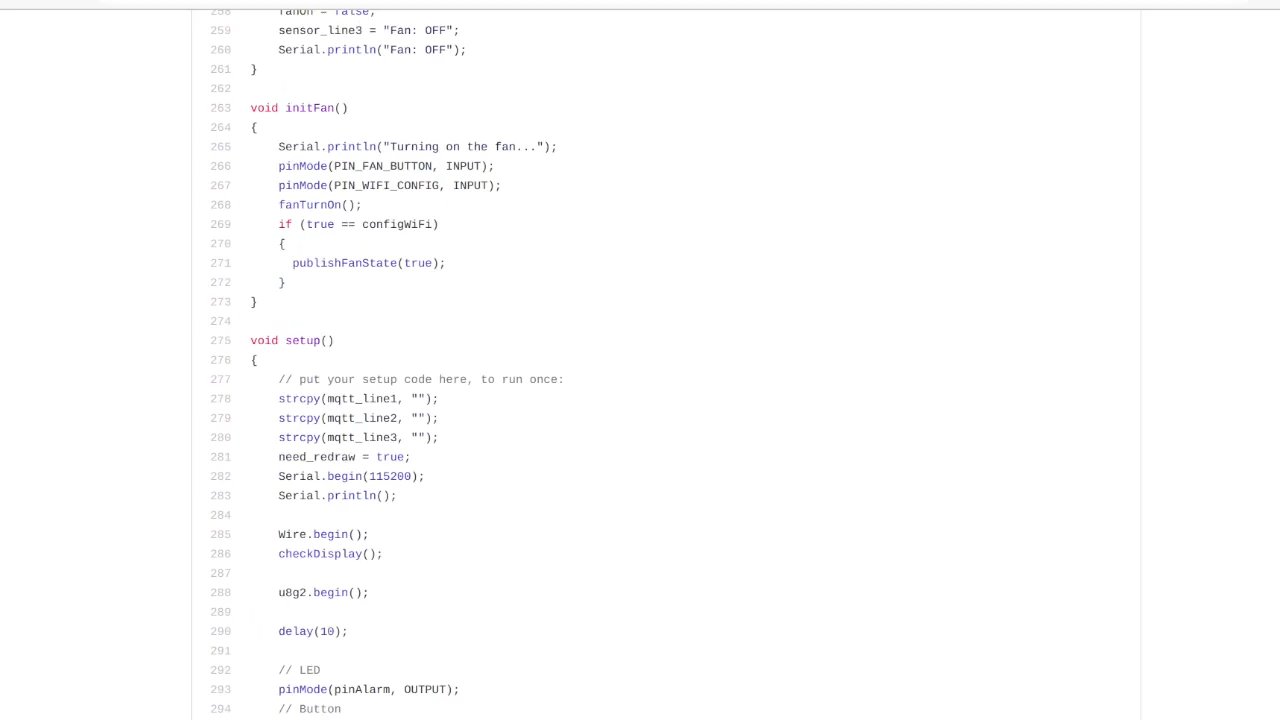 258 fanOn = false;
259 sensor_line3 = "Fan: OFF";
260 Serial.println("Fan: OFF");
261 }
262
263 void initFan()
264 {
265 Serial.println("Turning on the fan...");
266 pinMode(PIN_FAN_BUTTON, INPUT);
267 pinMode(PIN_WIFI_CONFIG, INPUT);
268 fanTurnOn();
269 if (true == configWiFi)
270 {
271 publishFanState(true);
272 }
273 }
274
275 void setup()
276 {
277 // put your setup code here, to run once:
278 strcpy(mqtt_line1, "");
279 strcpy(mqtt_line2, "");
280 strcpy(mqtt_line3, "");
281 need_redraw = true;
282 Serial.begin(115200);
283 Serial.println();
284
285 Wire.begin();
286 checkDisplay();
287
288 u8g2.begin();
289
290 delay(10);
291
292 // LED
293 pinMode(pinAlarm, OUTPUT);
294 // Button